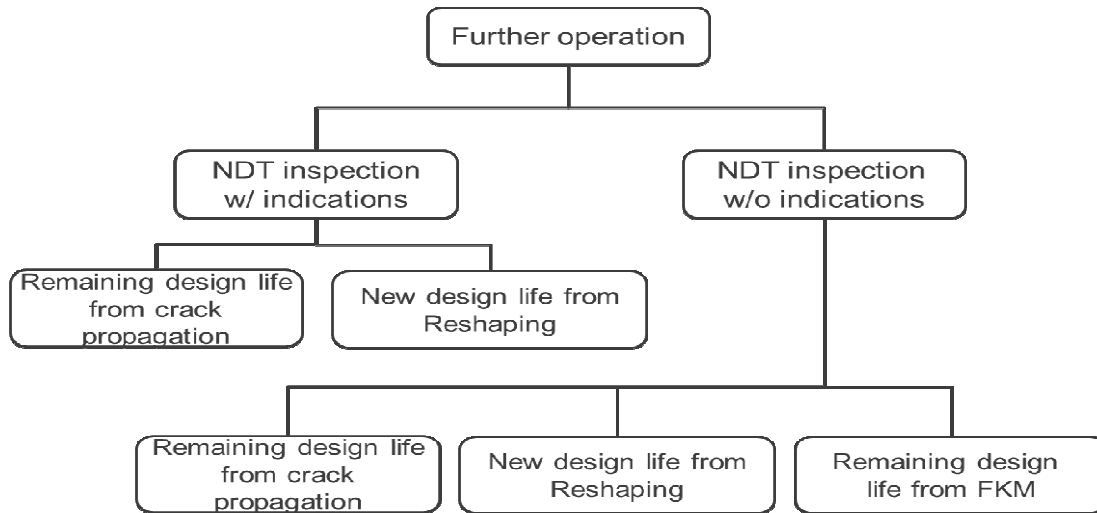 Further operation
NDT inspection
w/ indications
NDT inspection
w/o indications
Remaining design life
from crack
propagation
New design life from
Reshaping
Remaining design life
from crack
propagation
New design life from
Reshaping
Remaining design
life from FKM